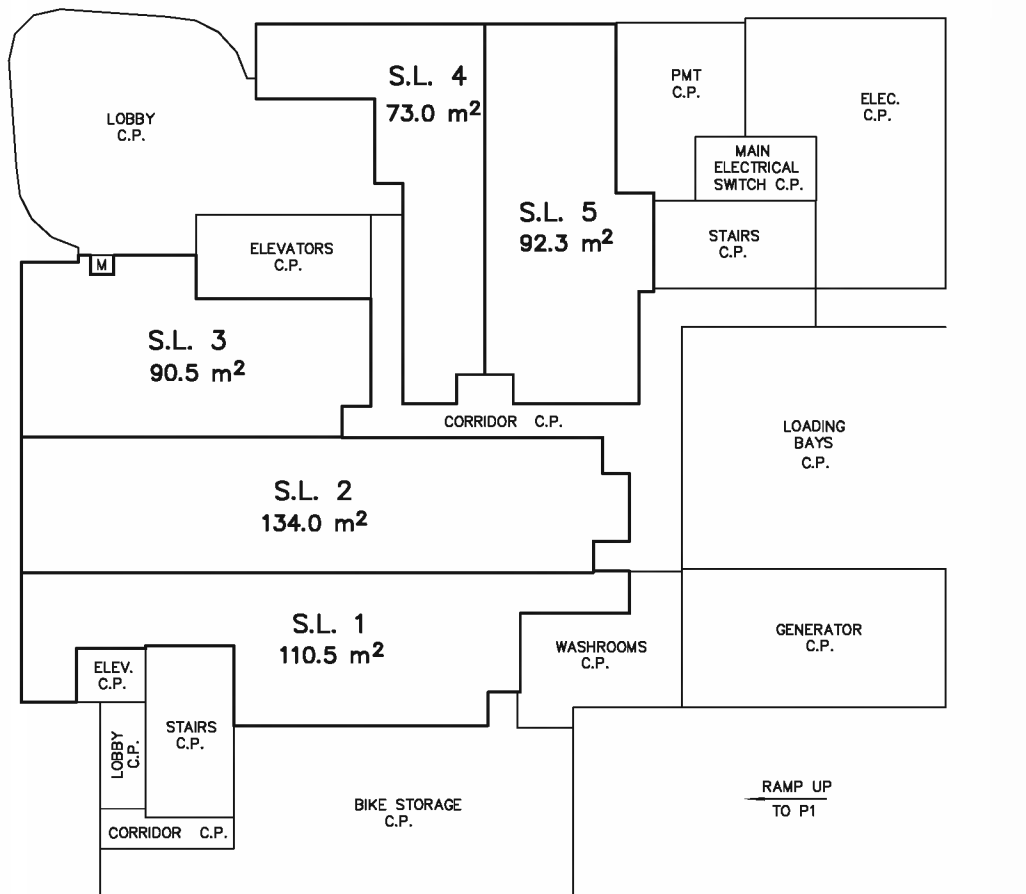 S.L. 4
73.0 m²
PMT
C.P.
ELEC.
C.P.
LOBBY
C.P.
MAIN
ELECTRICAL
SWITCH C.P.
S.L. 5
92.3 m²
STAIRS
C.P.
ELEVATORS
C.P.
M
S.L. 3
90.5 m²
CORRIDOR C.P.
LOADING
BAYS
C.P.
S.L. 2
134.0 m²
S.L. 1
110.5 m²
WASHROOMS
C.P.
GENERATOR
C.P.
ELEV.
C.P.
STAIRS
C.P.
LOBBY
C.P.
BIKE STORAGE
C.P.
RAMP UP
TO P1
CORRIDOR C.P.